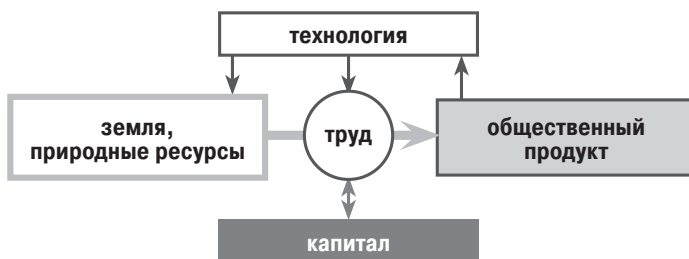 технология
земля,
природные ресурсы
труд
общественный
продукт
капитал